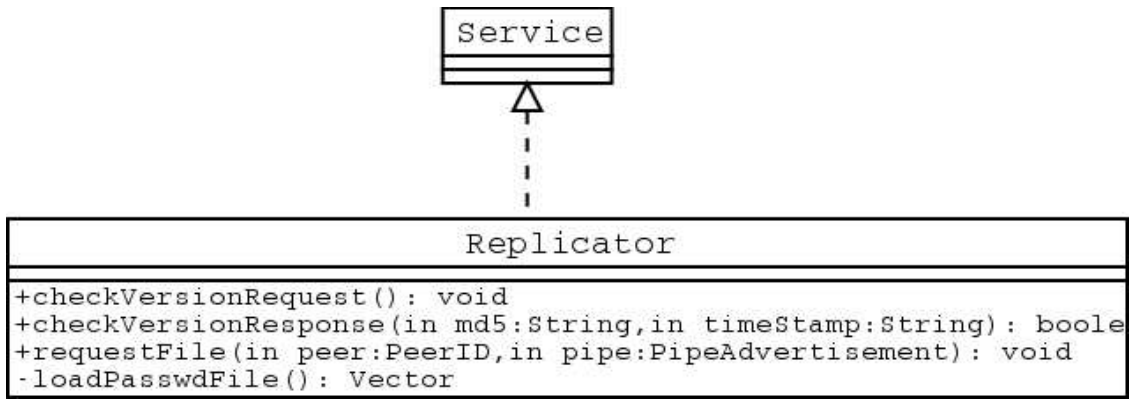 Service
Replicator
+checkVersionRequest(): void
+checkVersionResponse(in md5:String,in timeStamp:String): boole
+requestFile(in peer:PeerID,in pipe:PipeAdvertisement): void
-loadPasswdFile(): Vector